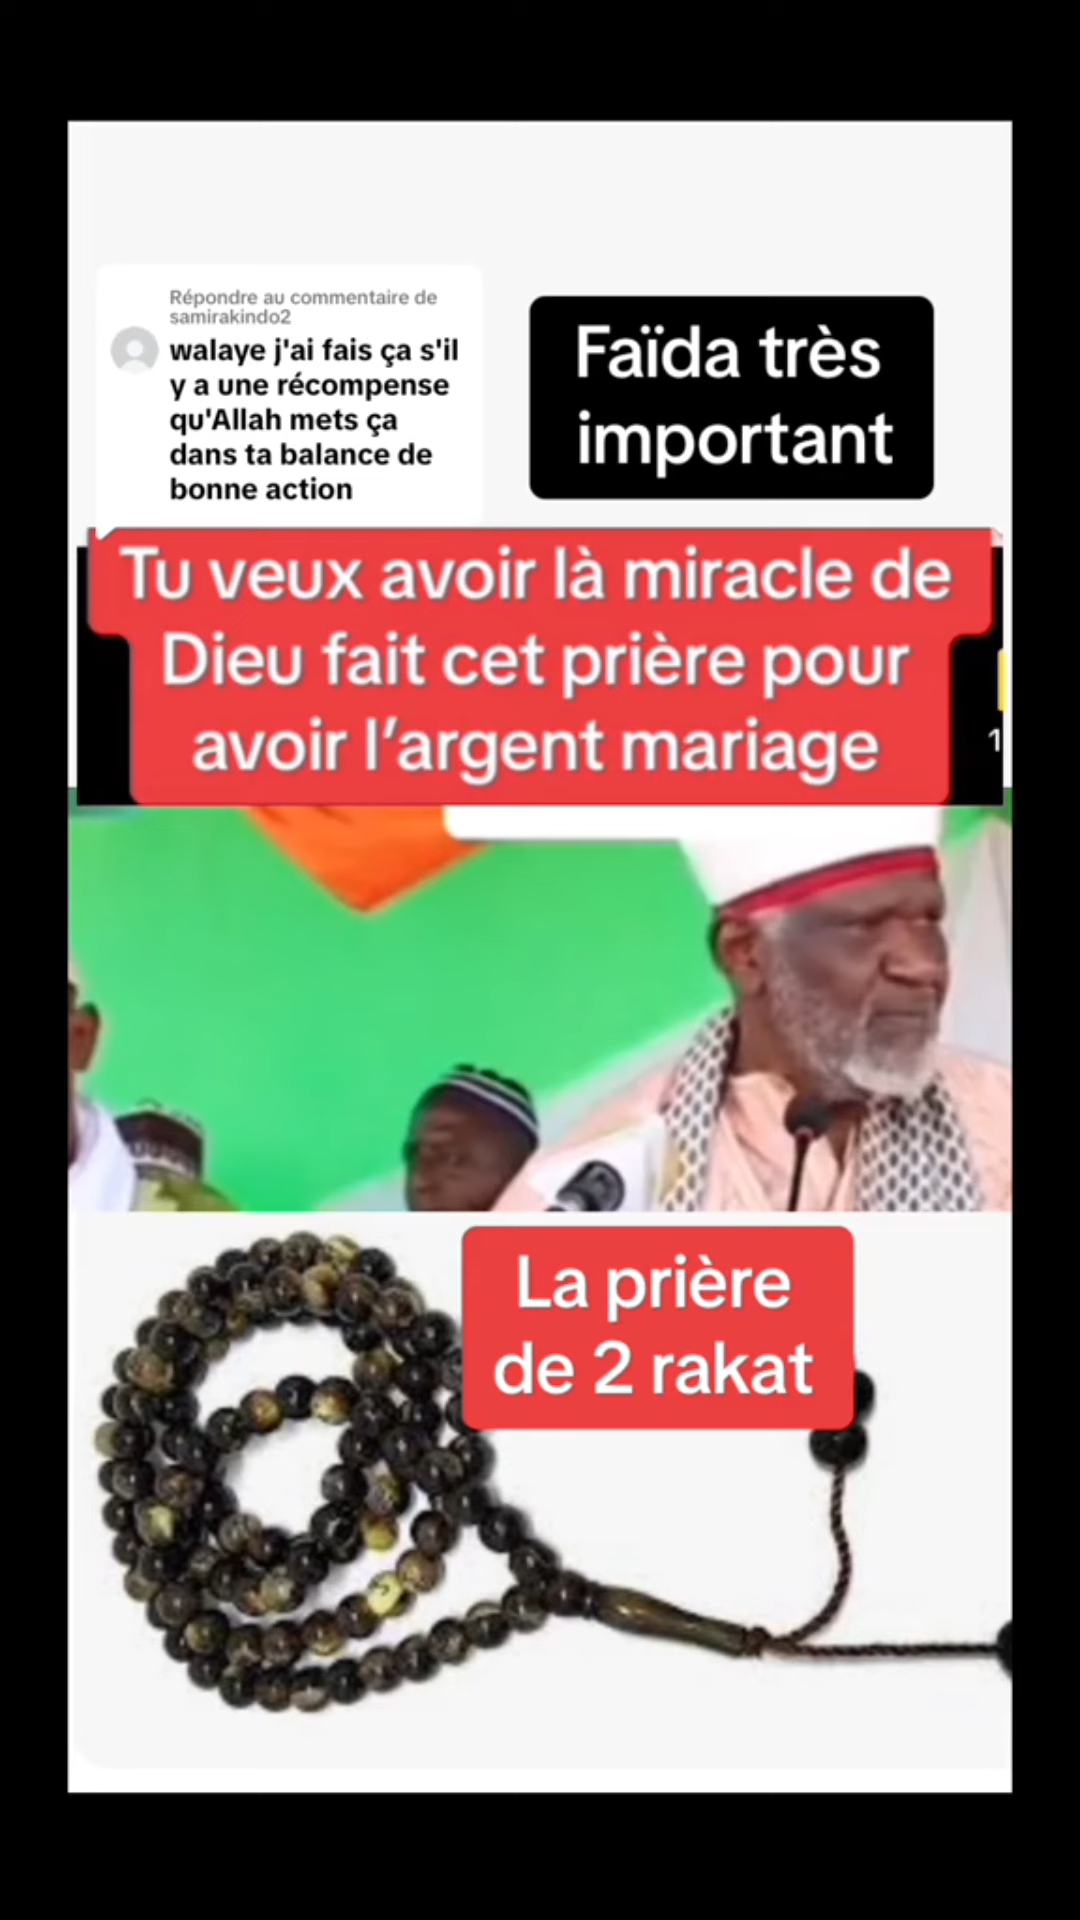 Répondre au commentaire de
samirakindo2
walaye j'ai fais ça s'il
y a une récompense
qu'Allah mets ça
dans ta balance de
bonne action
Faïda très
important
Tu veux avoir là miracle de
Dieu fait cet prière pour
avoir l’argent mariage
1
La prière
de 2 rakat